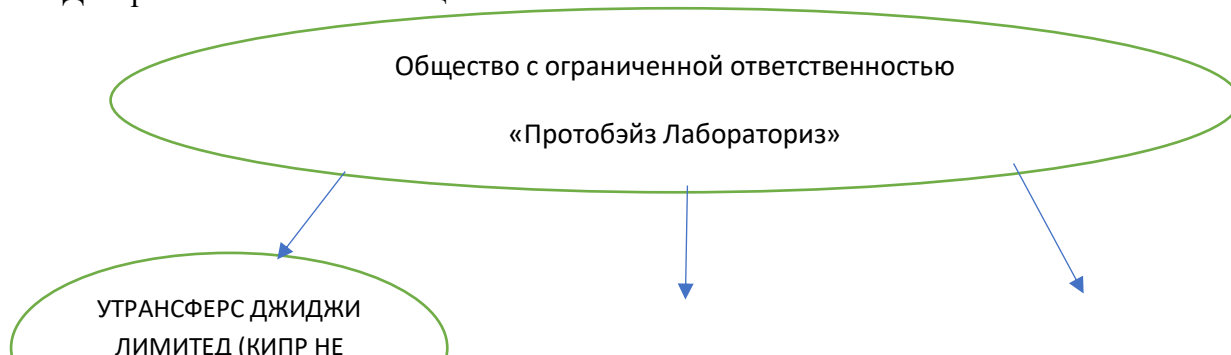 Общество с ограниченной ответственностью
«Протобэйз Лабораториз»
УТРАНСФЕРС ДЖИДЖИ
ЛИМИТЕД (КИПР НЕ